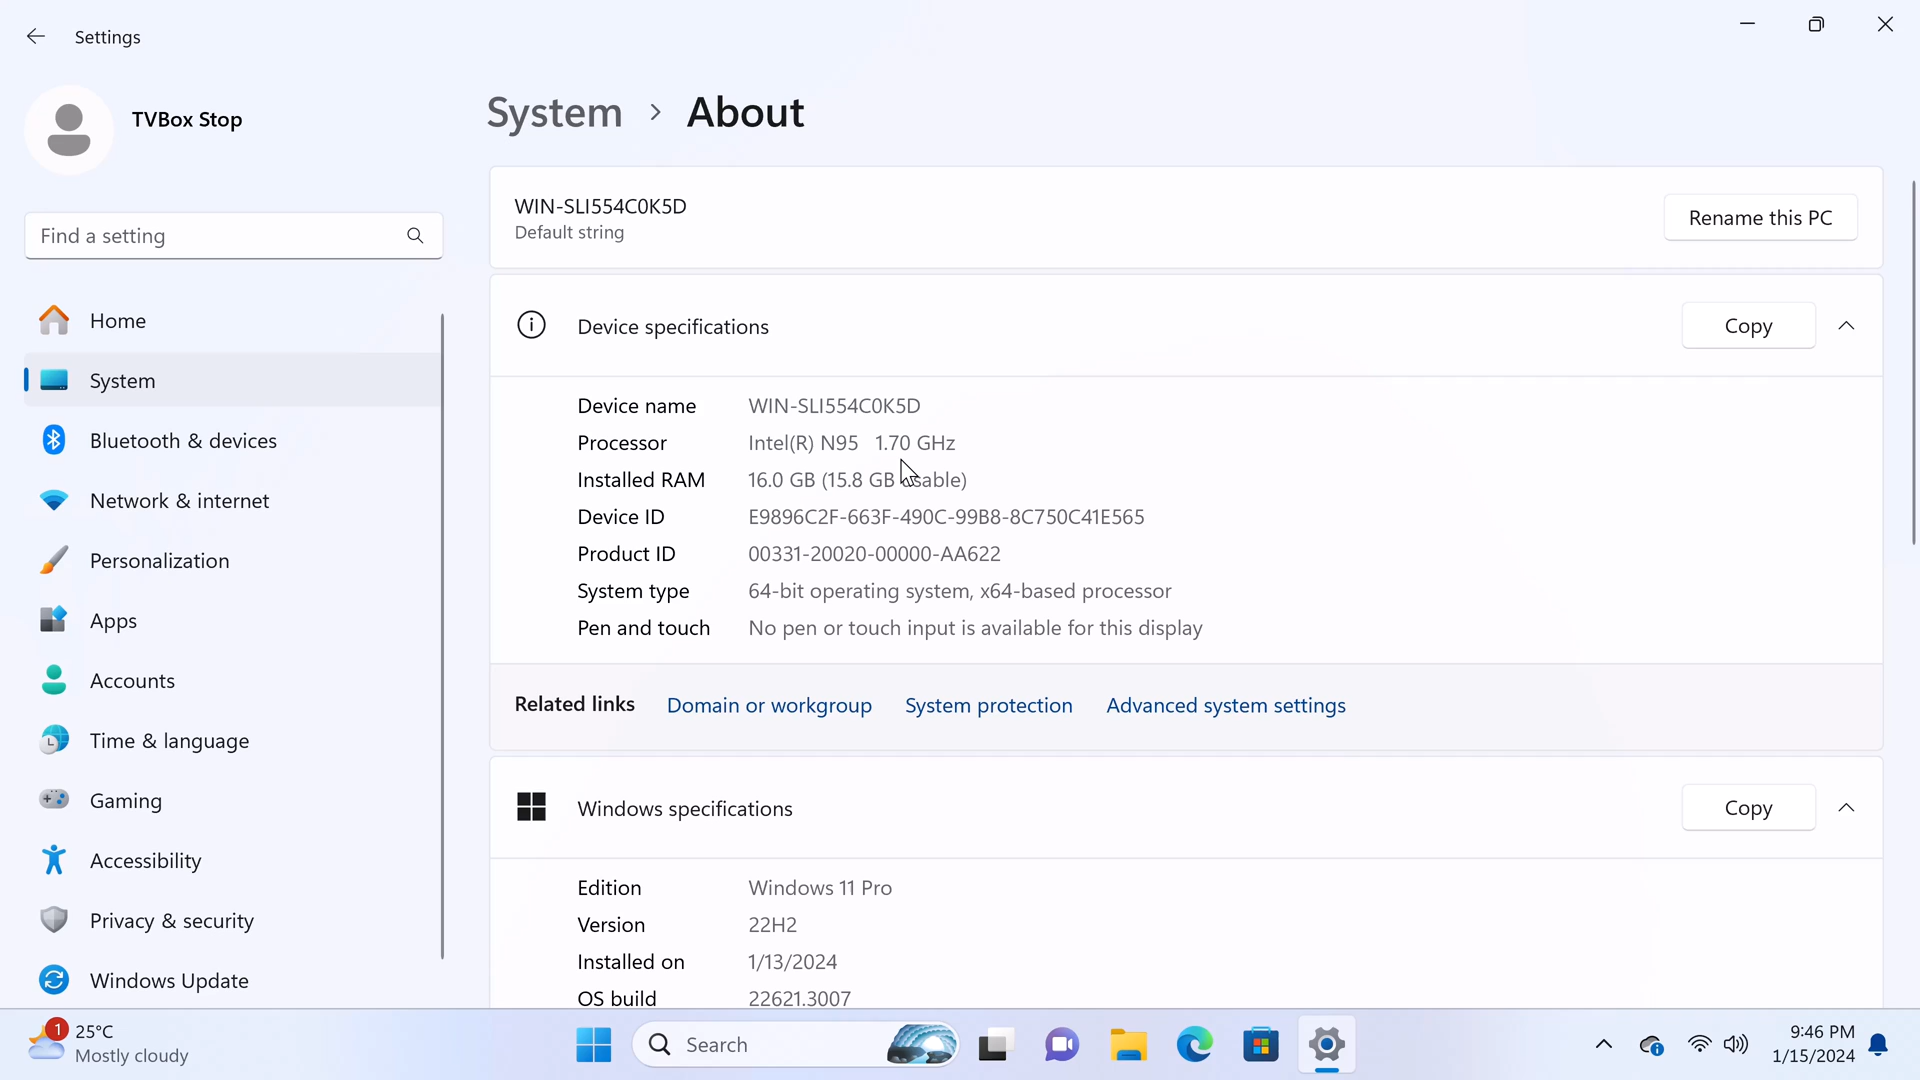 Settings
TVBox Stop
Find a setting
Home
System
Bluetooth & devices
Network & internet
Personalization
Apps
Accounts
Time & language
Gaming
Accessibility
Privacy & security
Windows Update
System > About
WIN-SLI554C0K5D
Default string
Rename this PC
Device specifications
Copy
Device name WIN-SLI554C0K5D
Processor Intel(R) N95 1.70 GHz
Installed RAM 16.0 GB (15.8 GB usable)
Device ID E9896C2F-663F-490C-99B8-8C750C41E565
Product ID 00331-20020-00000-AA622
System type 64-bit operating system, x64-based processor
Pen and touch No pen or touch input is available for this display
Related links Domain or workgroup System protection Advanced system settings
Windows specifications
Copy
Edition Windows 11 Pro
Version 22H2
Installed on 1/13/2024
OS build 22621.3007
1
25°C
Mostly cloudy
Search
9:46 PM
1/15/2024